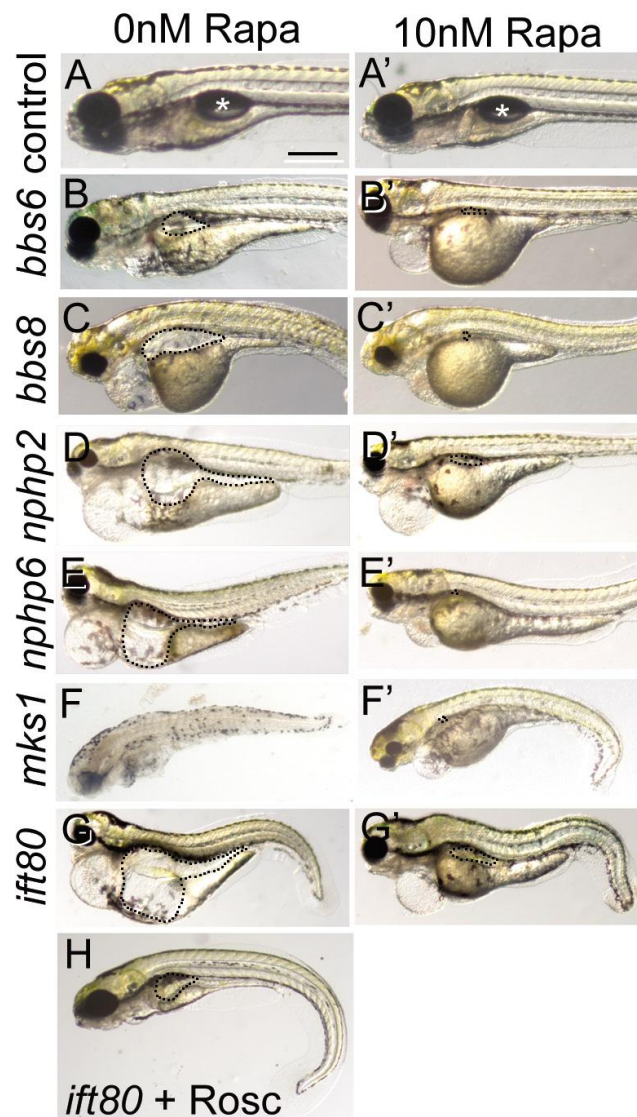 0nM Rapa 10nM Rapa
control A * A' *
bbs6 B B'
bbs8 C C'
nphp2 D D'
nphp6 E E'
mks1 F F'
ift80 G G'
H
ift80 + Rosc